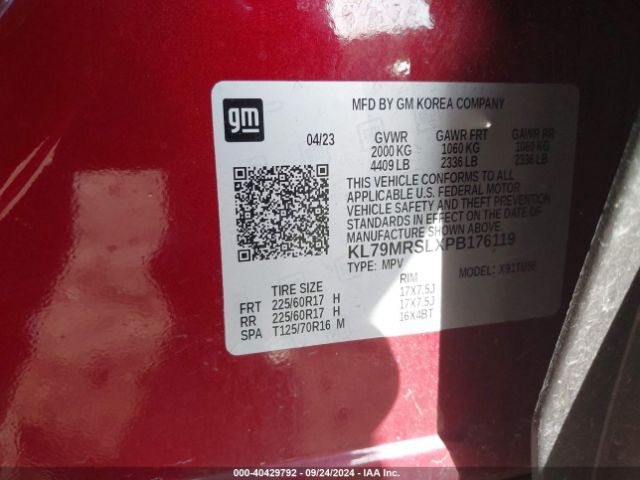 gm
MFD BY GM KOREA COMPANY
04/23 GVWR GAWR FRT GAWR RR
2000 KG 1060 KG 1060 KG
4409 LB 2336 LB 2336 LB
THIS VEHICLE CONFORMS TO ALL
APPLICABLE U.S. FEDERAL MOTOR
VEHICLE SAFETY AND THEFT PREVENTION
STANDARDS IN EFFECT ON THE DATE OF
MANUFACTURE SHOWN ABOVE.
KL79MRSLXPB176119
TYPE: MPV MODEL:
TIRE SIZE RIM
FRT 225/60R17 H 17X7.5J
RR 225/60R17 H 17X7.5J
SPA T125/70R16 M 16X4BT
000-40429792 - 09/24/2024 - IAA Inc.